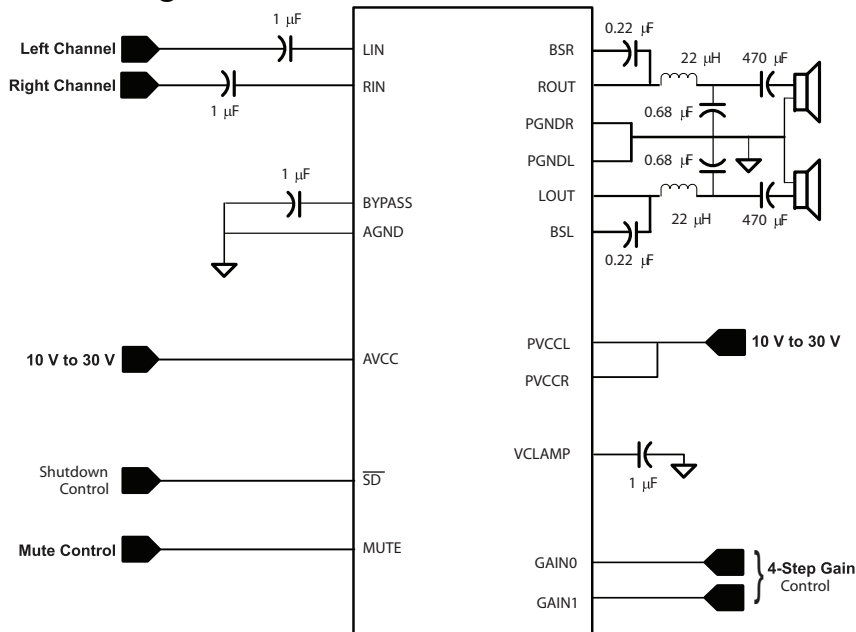 1 μF
Left Channel
LIN
Right Channel
RIN
1 μF
1 μF
BYPASS
AGND
10 V to 30 V
AVCC
Shutdown
Control
SD
Mute Control
MUTE
0.22 μF
BSR
22 μH
470 μF
ROUT
0.68 μF
PGNDR
PGNDL
0.68 μF
LOUT
22 μH
470 μF
BSL
0.22 μF
PVCCL
10 V to 30 V
PVCCR
VCLAMP
1 μF
GAIN0
4-Step Gain
Control
GAIN1